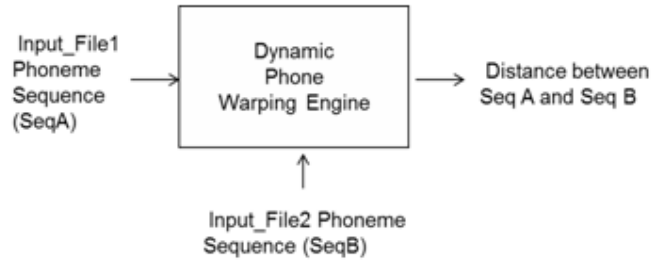 Input_File1
Phoneme
Sequence
(SeqA)
Dynamic
Phone
Warping Engine
Distance between
Seq A and Seq B
Input_File2 Phoneme
Sequence (SeqB)